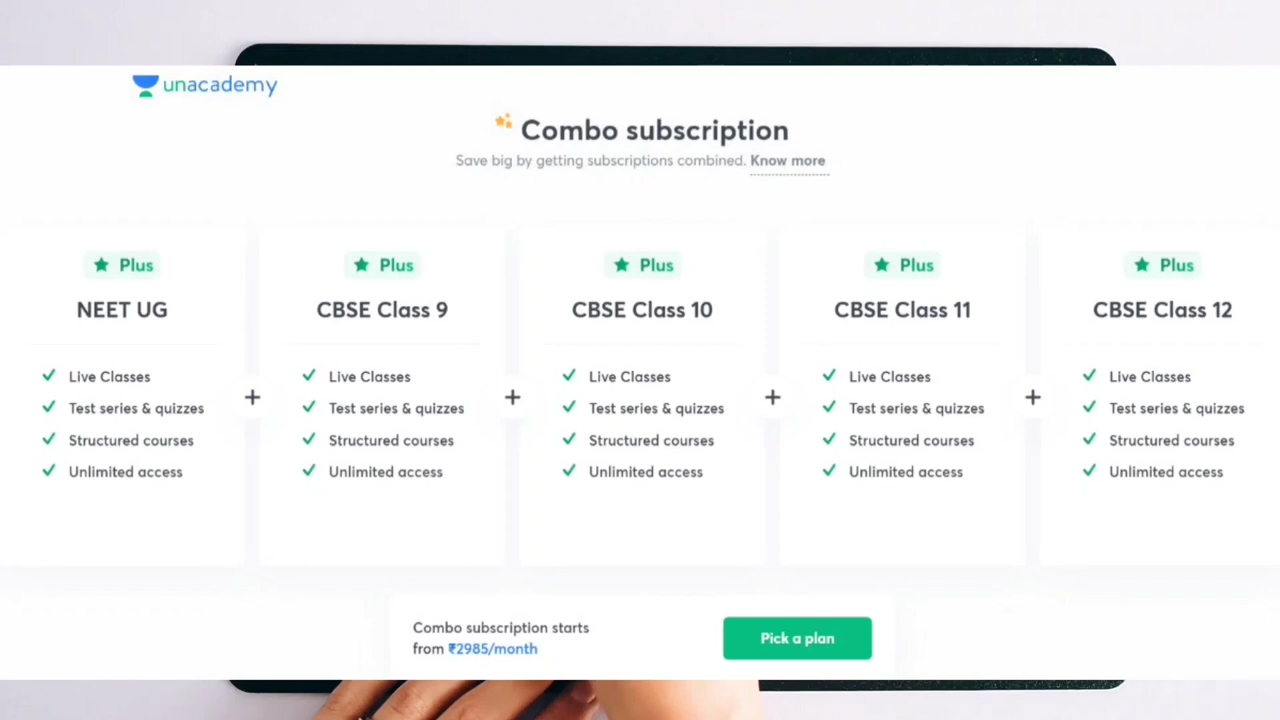 unacademy
Combo subscription
Save big by getting subscriptions combined. Know more
Plus
NEET UG
Live Classes
Test series & quizzes
Structured courses
Unlimited access
+
Plus
CBSE Class 9
Live Classes
Test series & quizzes
Structured courses
Unlimited access
+
Plus
CBSE Class 10
Live Classes
Test series & quizzes
Structured courses
Unlimited access
+
Plus
CBSE Class 11
Live Classes
Test series & quizzes
Structured courses
Unlimited access
+
Plus
CBSE Class 12
Live Classes
Test series & quizzes
Structured courses
Unlimited access
Combo subscription starts
from ₹2985/month
Pick a plan